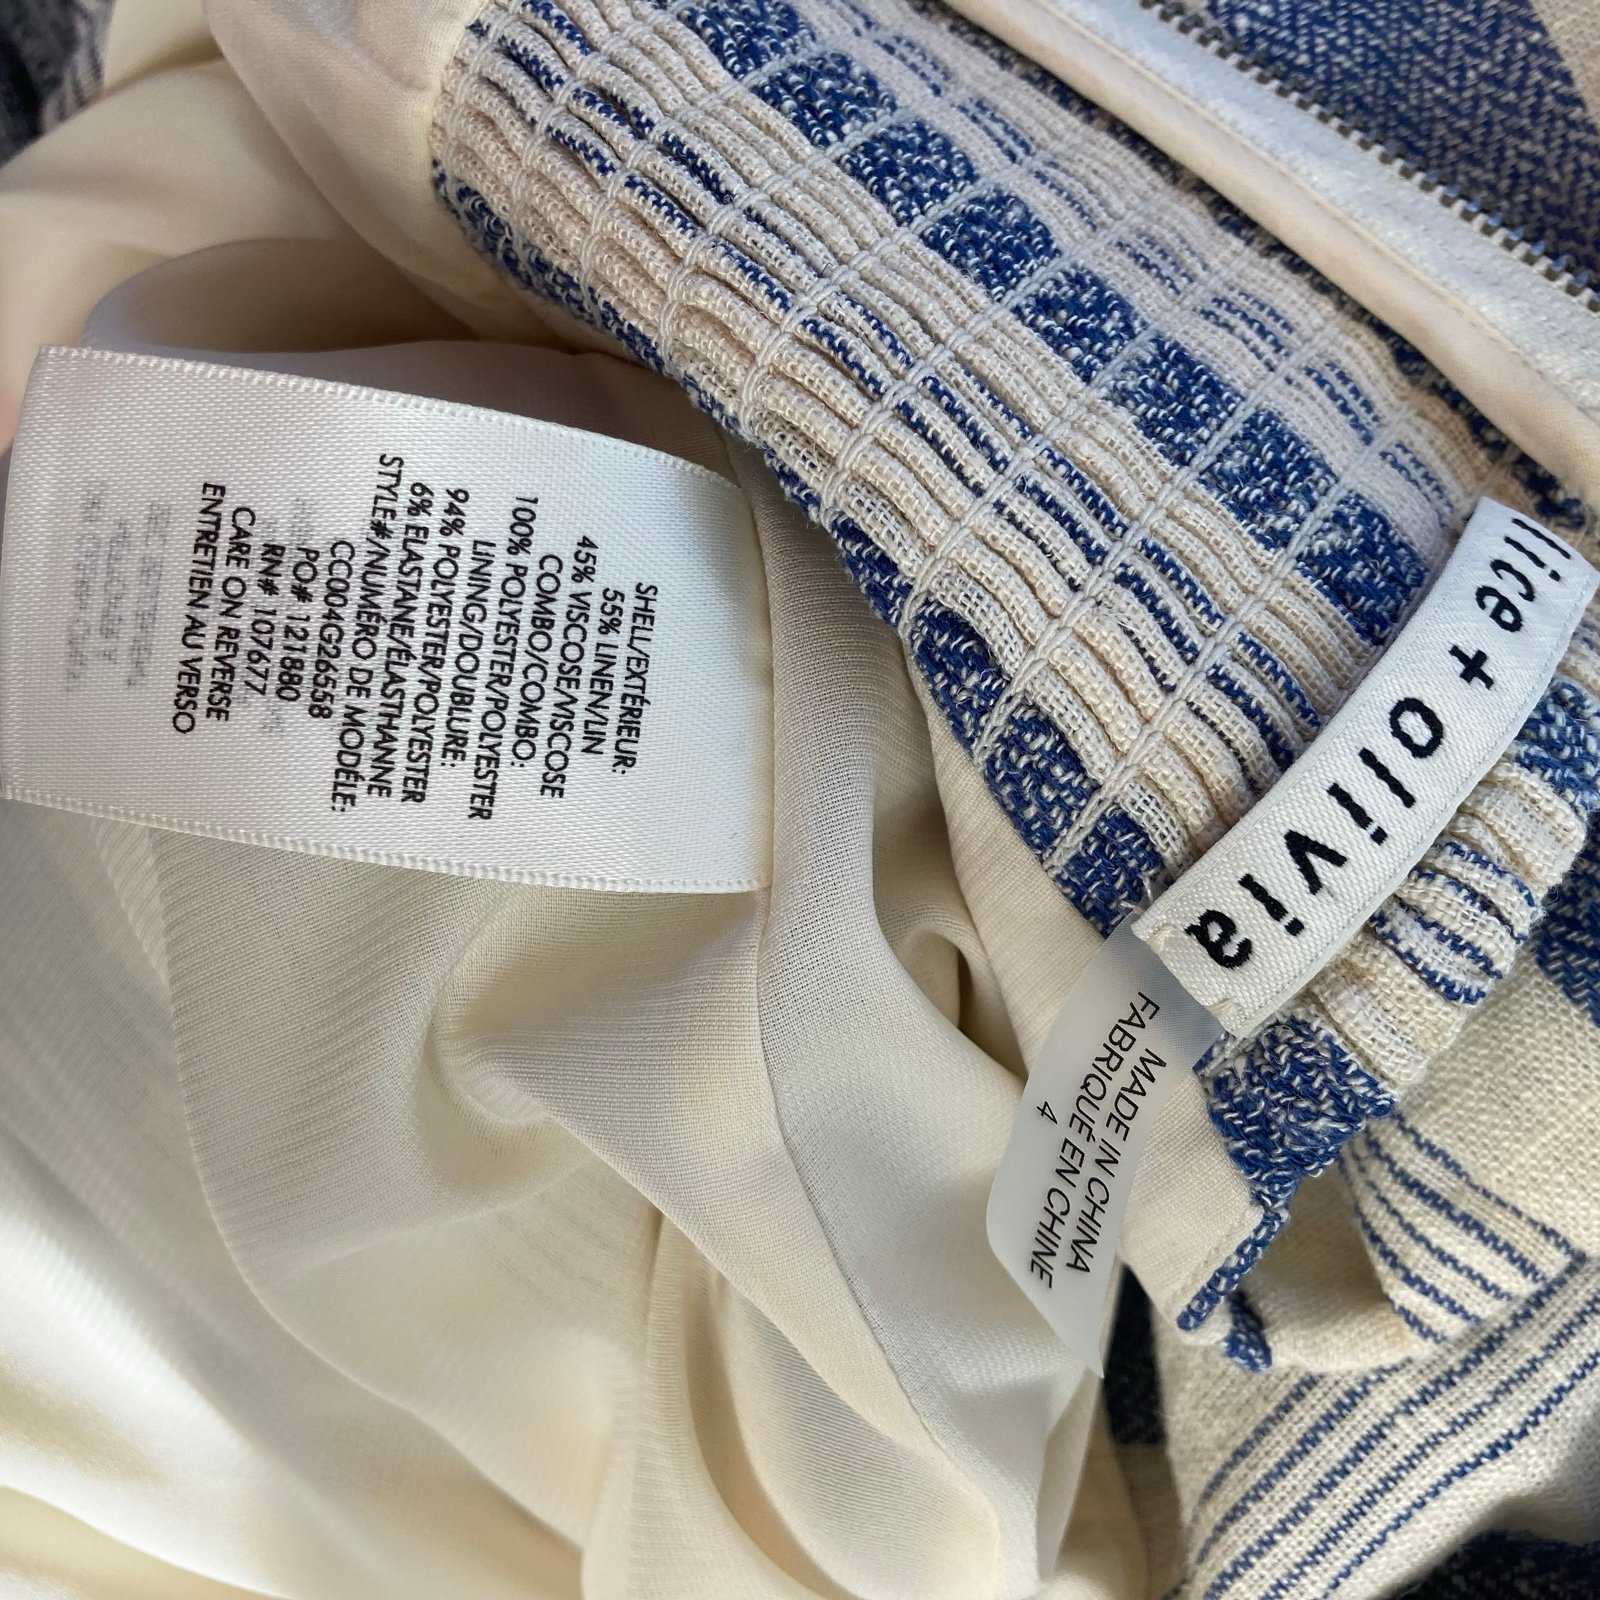 lice + olivia
MADE IN CHINA
FABRIQUÉ EN CHINE
4
SHELL/EXTÉRIEUR:
55% LINEN/LIN
45% VISCOSE/VISCOSE
COMBO/COMBO:
100% POLYESTER/POLYESTER
LINING/DOUBLURE:
94% POLYESTER/POLYESTER
6% ELASTANE/ÉLASTHANNE
STYLE#/NUMÉRO DE MODÉLE:
CC004G26558
PO# 121880
RN# 107677
CARE ON REVERSE
ENTRETIEN AU VERSO